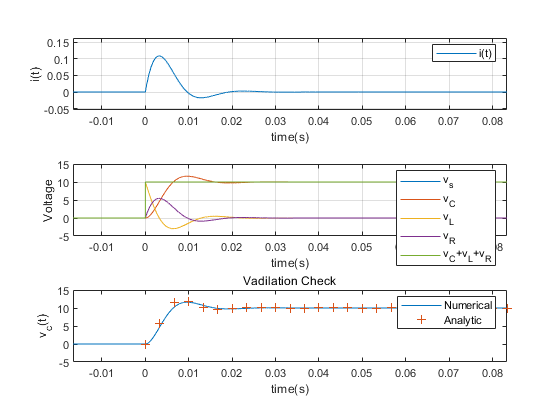 0.15
0.1
0.05
0
-0.05
i(t)
i(t)
-0.01 0 0.01 0.02 0.03 0.04 0.05 0.06 0.07 0.08
time(s)
15
10
5
0
-5
Voltage
v_s
v_C
v_L
v_R
v_C+v_L+v_R
-0.01 0 0.01 0.02 0.03 0.04 0.05 0.06 0.07 0.08
time(s)
Vadilation Check
15
10
5
0
-5
v_c(t)
Numerical
Analytic
-0.01 0 0.01 0.02 0.03 0.04 0.05 0.06 0.07 0.08
time(s)